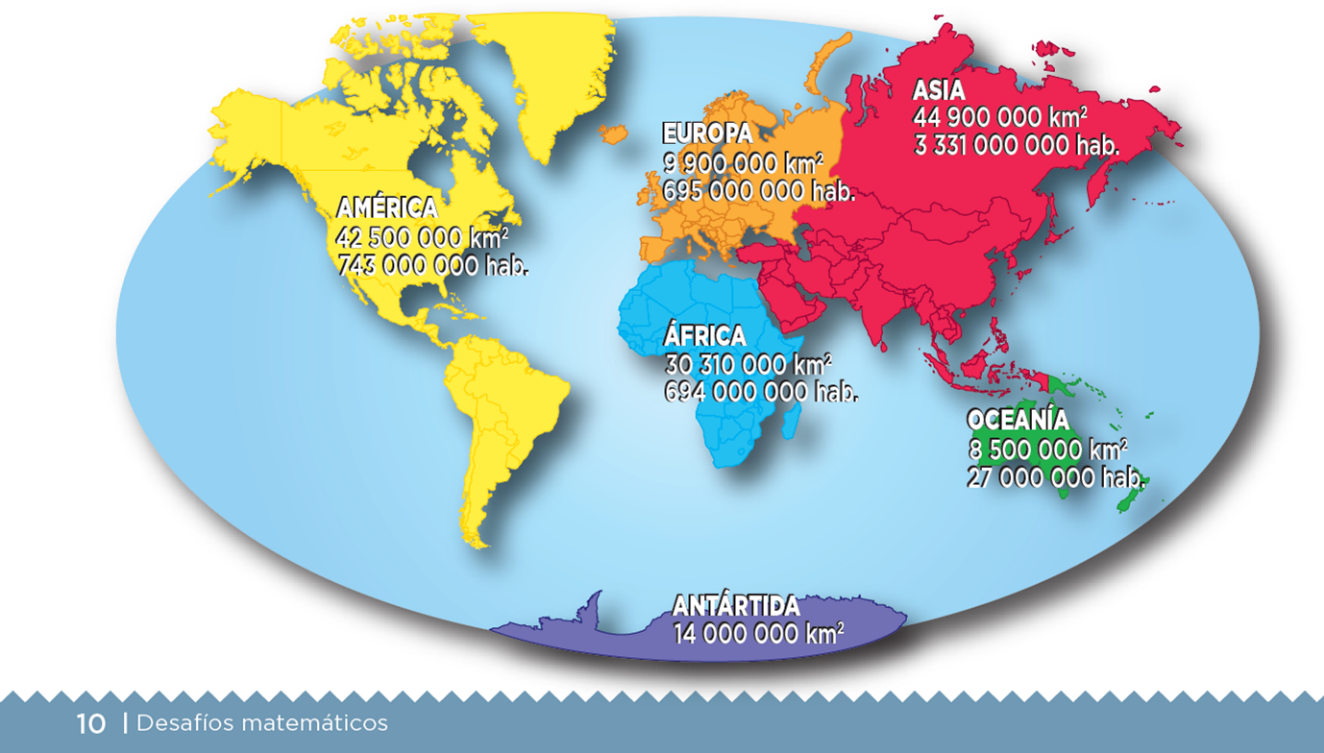 AMÉRICA
42 500 000 km²
743 000 000 hab.
EUROPA
9 900 000 km²
695 000 000 hab.
ASIA
44 900 000 km²
3 331 000 000 hab.
ÁFRICA
30 310 000 km²
694 000 000 hab.
OCEANÍA
8 500 000 km²
27 000 000 hab.
ANTÁRTIDA
14 000 000 km²
10 | Desafíos matemáticos